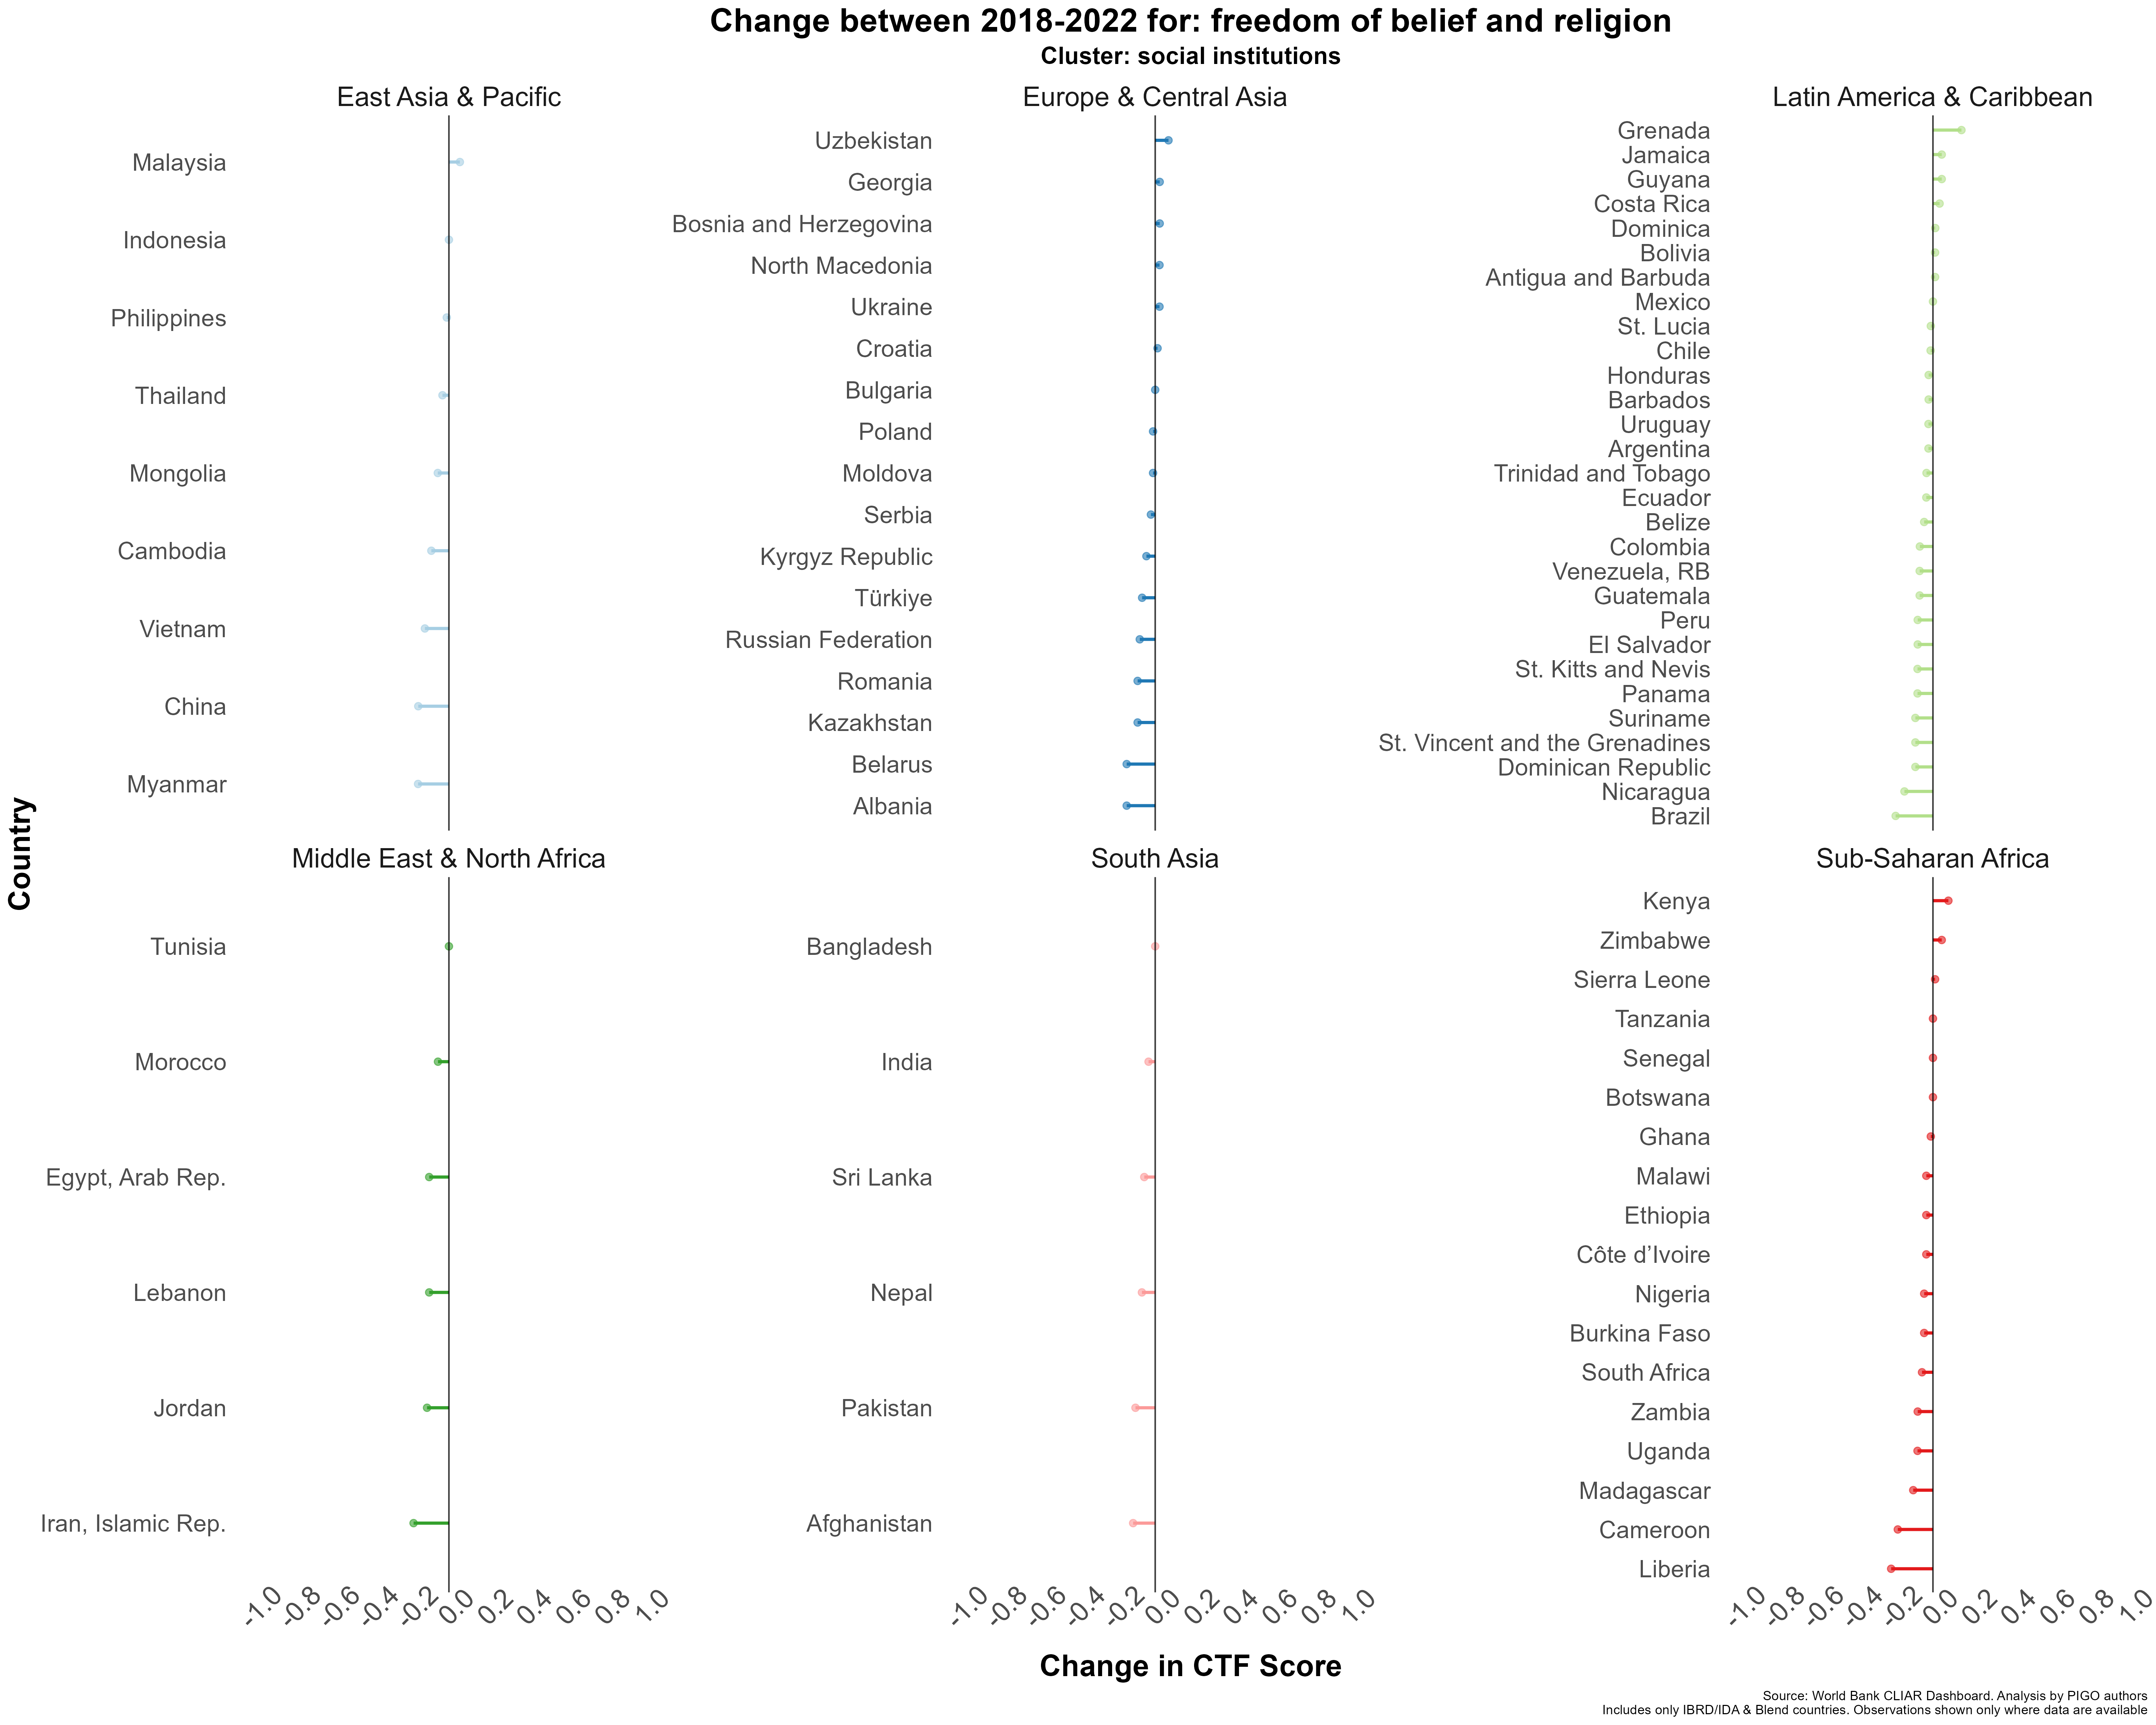 Change between 2018-2022 for: freedom of belief and religion
Cluster: social institutions
East Asia & Pacific
Malaysia
Indonesia
Philippines
Thailand
Mongolia
Cambodia
Vietnam
China
Myanmar
Europe & Central Asia
Uzbekistan
Georgia
Bosnia and Herzegovina
North Macedonia
Ukraine
Croatia
Bulgaria
Poland
Moldova
Serbia
Kyrgyz Republic
Türkiye
Russian Federation
Romania
Kazakhstan
Belarus
Albania
Latin America & Caribbean
Grenada
Jamaica
Guyana
Costa Rica
Dominica
Bolivia
Antigua and Barbuda
Mexico
St. Lucia
Chile
Honduras
Barbados
Uruguay
Argentina
Trinidad and Tobago
Ecuador
Belize
Colombia
Venezuela, RB
Guatemala
Peru
El Salvador
St. Kitts and Nevis
Panama
Suriname
St. Vincent and the Grenadines
Dominican Republic
Nicaragua
Brazil
Country
Middle East & North Africa
Tunisia
Morocco
Egypt, Arab Rep.
Lebanon
Jordan
Iran, Islamic Rep.
-1.0 -0.8 -0.6 -0.4 -0.2 0.0 0.2 0.4 0.6 0.8 1.0
South Asia
Bangladesh
India
Sri Lanka
Nepal
Pakistan
Afghanistan
-1.0 -0.8 -0.6 -0.4 -0.2 0.0 0.2 0.4 0.6 0.8 1.0
Sub-Saharan Africa
Kenya
Zimbabwe
Sierra Leone
Tanzania
Senegal
Botswana
Ghana
Malawi
Ethiopia
Côte d’Ivoire
Nigeria
Burkina Faso
South Africa
Zambia
Uganda
Madagascar
Cameroon
Liberia
-1.0 -0.8 -0.6 -0.4 -0.2 0.0 0.2 0.4 0.6 0.8 1.0
Change in CTF Score
Source: World Bank CLIAR Dashboard. Analysis by PIGO authors
Includes only IBRD/IDA & Blend countries. Observations shown only where data are available